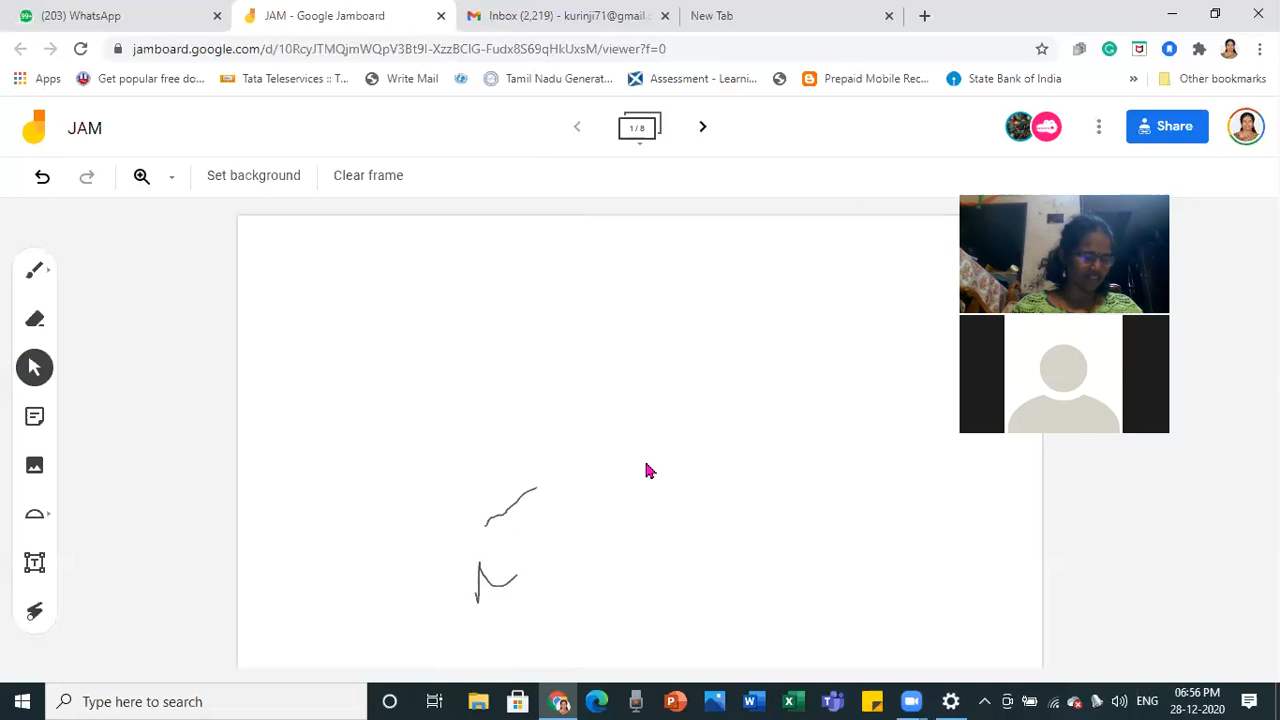 (203) WhatsApp
JAM - Google Jamboard
Inbox (2,219) - kurinji71@gmail.
New Tab
jamboard.google.com/d/10RcyJTMQjmWQpV3Bt9I-XzzBClG-Fudx8S69qHkUxsM/viewer?f=0
Apps
Get popular free do...
Tata Teleservices :: T...
Write Mail
Tamil Nadu Generat...
Assessment - Learni...
Prepaid Mobile Rec...
State Bank of India
»
Other bookmarks
JAM
1 / 8
Share
Set background
Clear frame
Type here to search
ENG
06:56 PM
28-12-2020